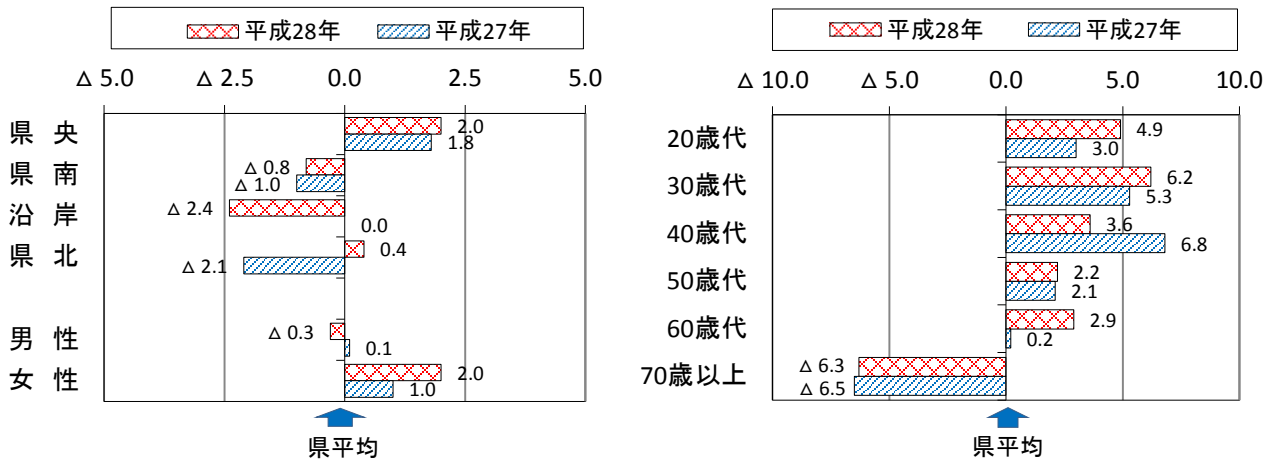 平成28年 平成27年
△ 5.0 △ 2.5 0.0 2.5 5.0
県 央 2.0
1.8
県 南 △ 0.8
△ 1.0
沿 岸 △ 2.4
0.0
県 北 0.4
△ 2.1
男 性 △ 0.3
0.1
女 性 2.0
1.0
県平均
平成28年 平成27年
△ 10.0 △ 5.0 0.0 5.0 10.0
20歳代 4.9
3.0
30歳代 6.2
5.3
40歳代 3.6
6.8
50歳代 2.2
2.1
60歳代 2.9
0.2
70歳以上 △ 6.3
△ 6.5
県平均